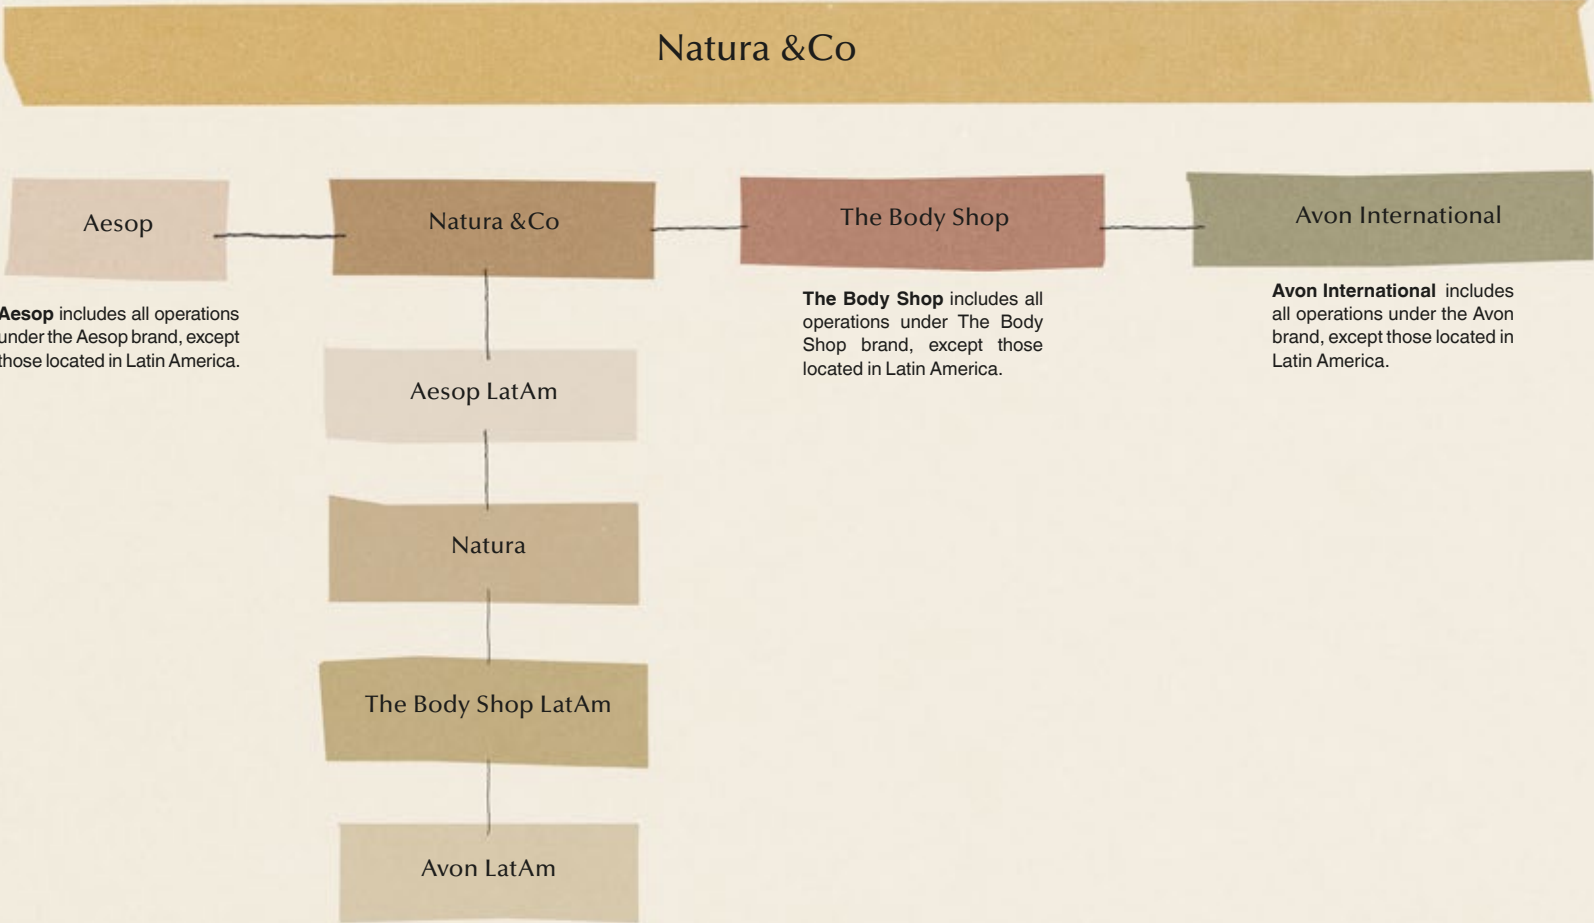 Natura &Co
Aesop
Natura &Co
The Body Shop
Avon International
Aesop includes all operations
under the Aesop brand, except
those located in Latin America.
The Body Shop includes all
operations under The Body
Shop brand, except those
located in Latin America.
Avon International includes
all operations under the Avon
brand, except those located in
Latin America.
Aesop LatAm
Natura
The Body Shop LatAm
Avon LatAm